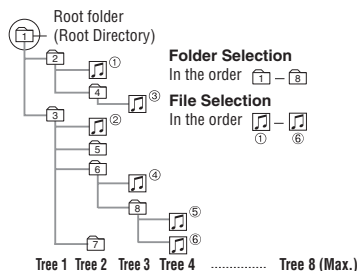 Root folder
(Root Directory)
1
2
①
4
③
3
②
5
6
④
8
⑤
⑥
7
Folder Selection
In the order 1 – 8
File Selection
In the order –
① ⑥
Tree 1 Tree 2 Tree 3 Tree 4 .............. Tree 8 (Max.)